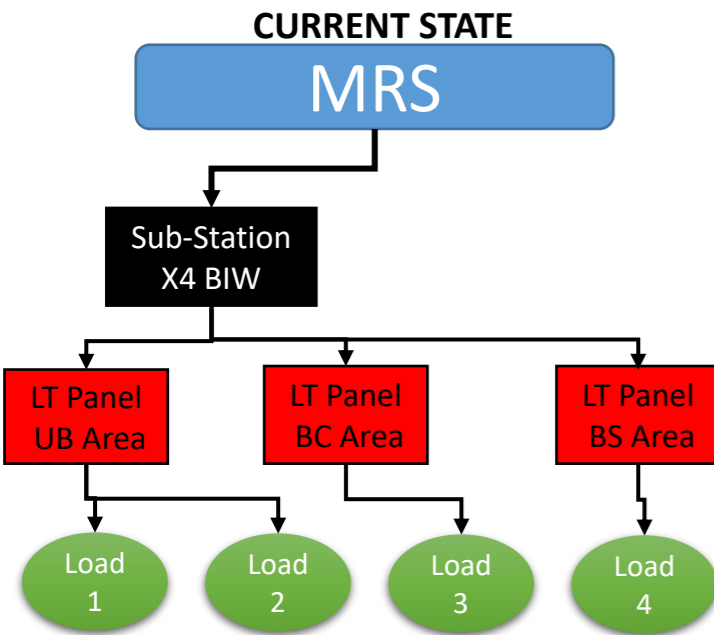 CURRENT STATE
MRS
Sub-Station
X4 BIW
LT Panel
UB Area
LT Panel
BC Area
LT Panel
BS Area
Load
1
Load
2
Load
3
Load
4